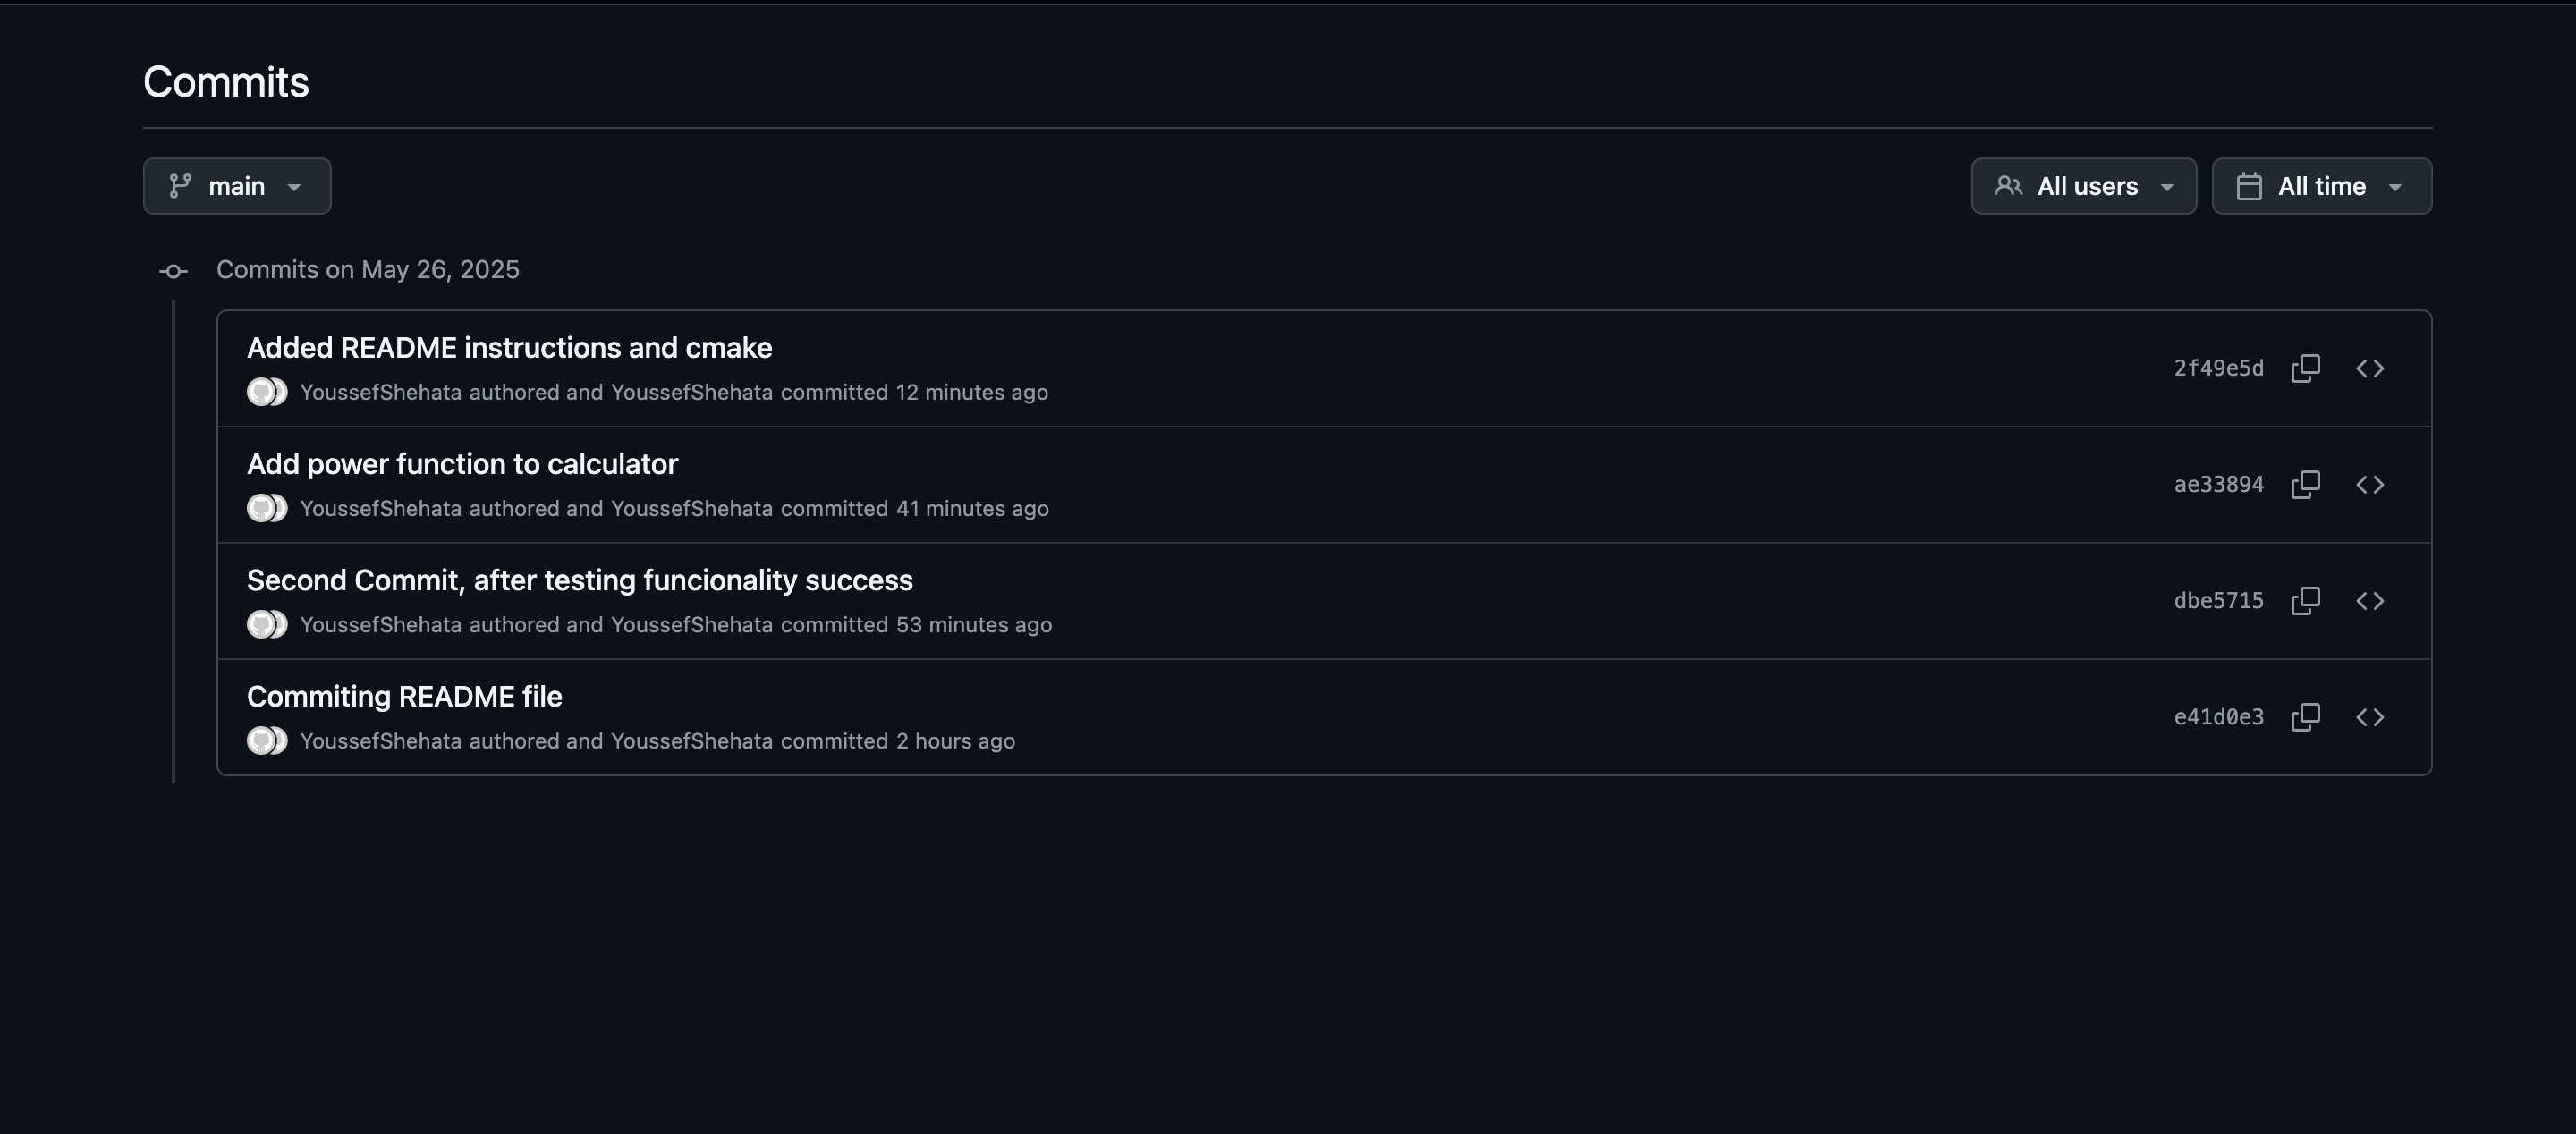 Commits
main
All users
All time
Commits on May 26, 2025
Added README instructions and cmake
YoussefShehata authored and YoussefShehata committed 12 minutes ago
2f49e5d
Add power function to calculator
YoussefShehata authored and YoussefShehata committed 41 minutes ago
ae33894
Second Commit, after testing funcionality success
YoussefShehata authored and YoussefShehata committed 53 minutes ago
dbe5715
Commiting README file
YoussefShehata authored and YoussefShehata committed 2 hours ago
e41d0e3